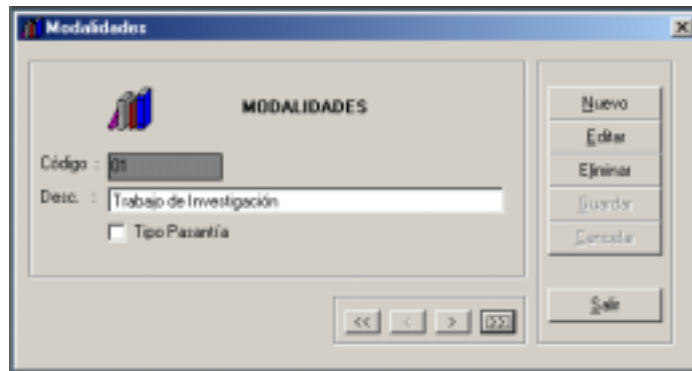 Modalidades
MODALIDADES
Código : 01
Desc. : Trabajo de Investigación
Tipo Pasantía
Nuevo
Editar
Eliminar
Guardar
Cancelar
Salir
<< < > >>